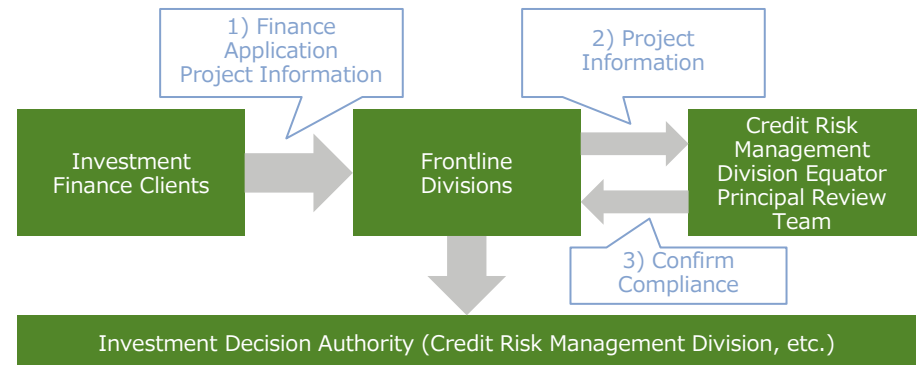 1) Finance
Application
Project Information
2) Project
Information
Investment
Finance Clients
Frontline
Divisions
Credit Risk
Management
Division Equator
Principal Review
Team
3) Confirm
Compliance
Investment Decision Authority (Credit Risk Management Division, etc.)